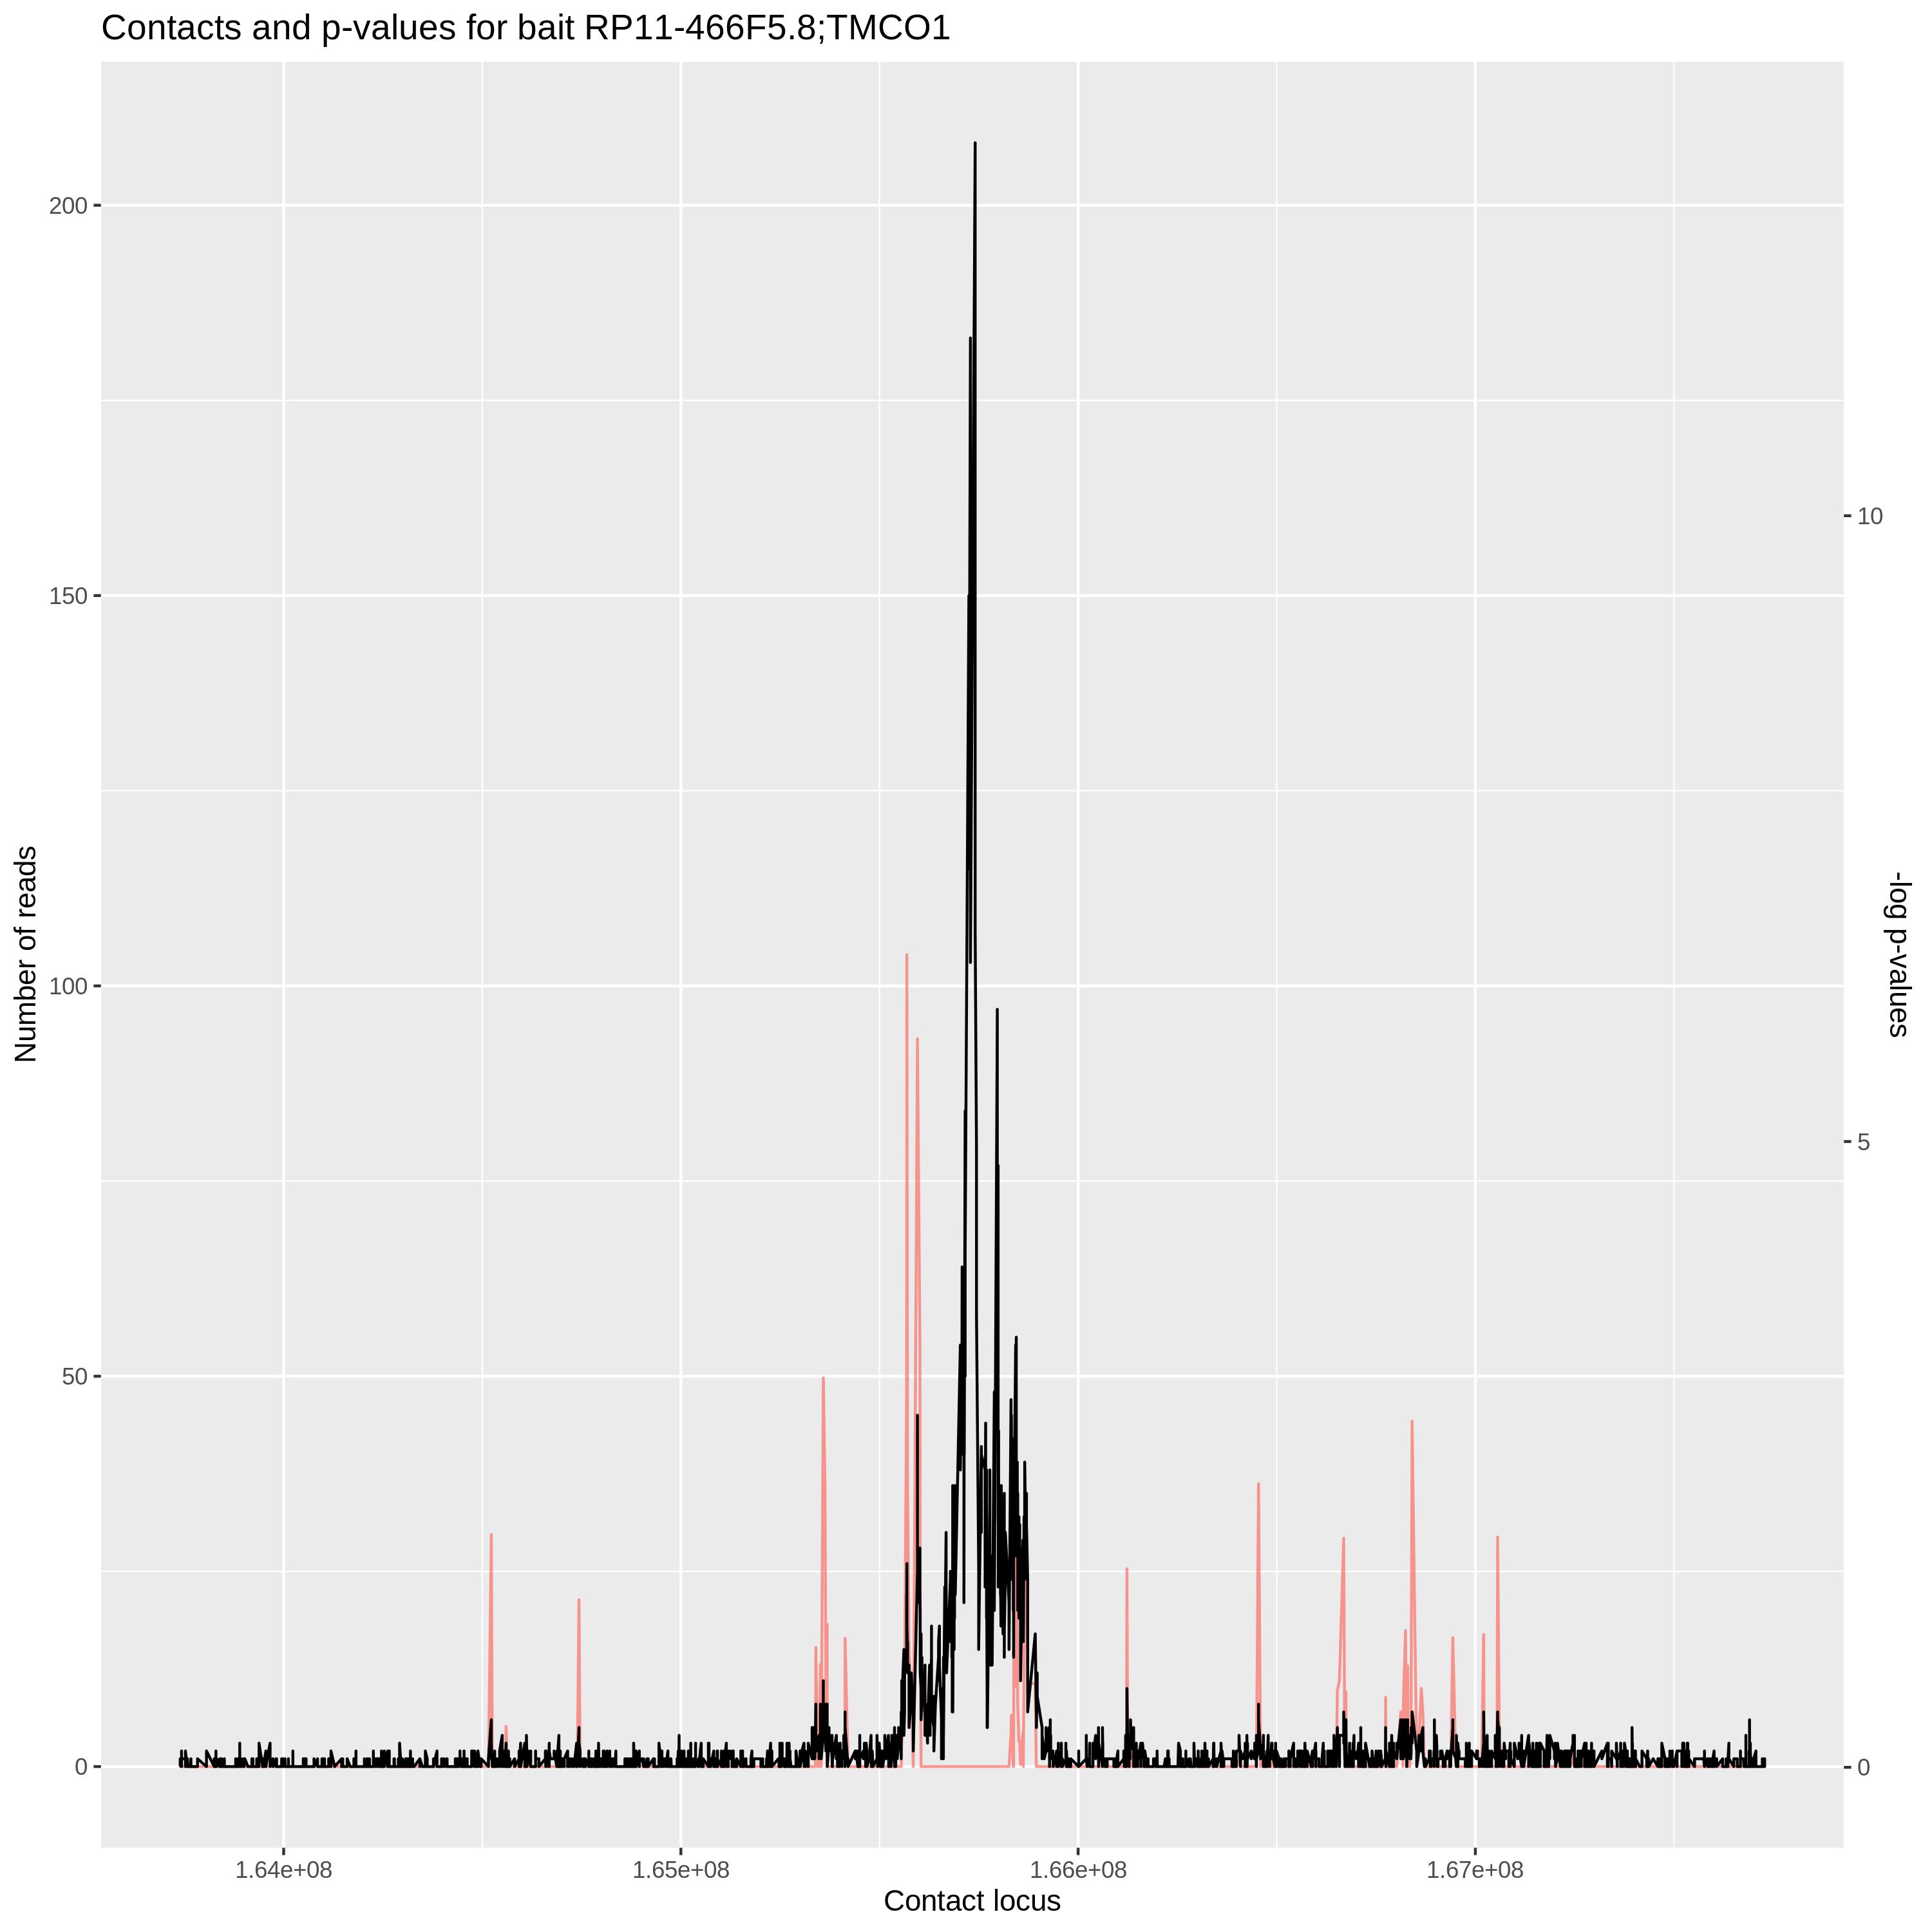 Contacts and p-values for bait RP11-466F5.8;TMCO1
200
150
100
50
0
Number of reads
10
5
0
-log p-values
1.64e+08
1.65e+08
1.66e+08
1.67e+08
Contact locus